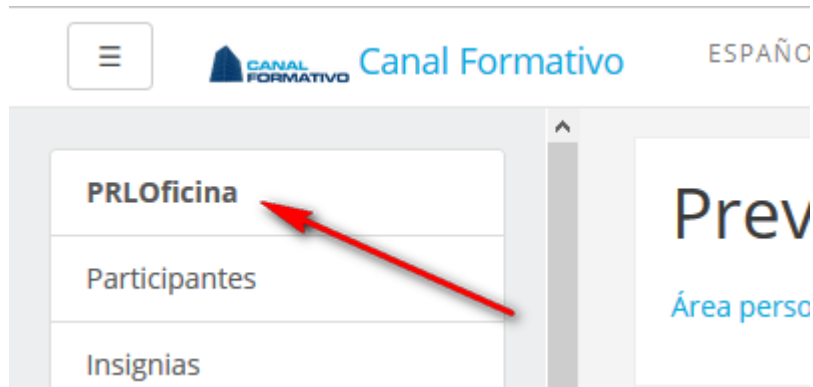 CANAL
FORMATIVO
Canal Formativo
ESPAÑO
PRLOficina
Participantes
Insignias
Prev
Área perso